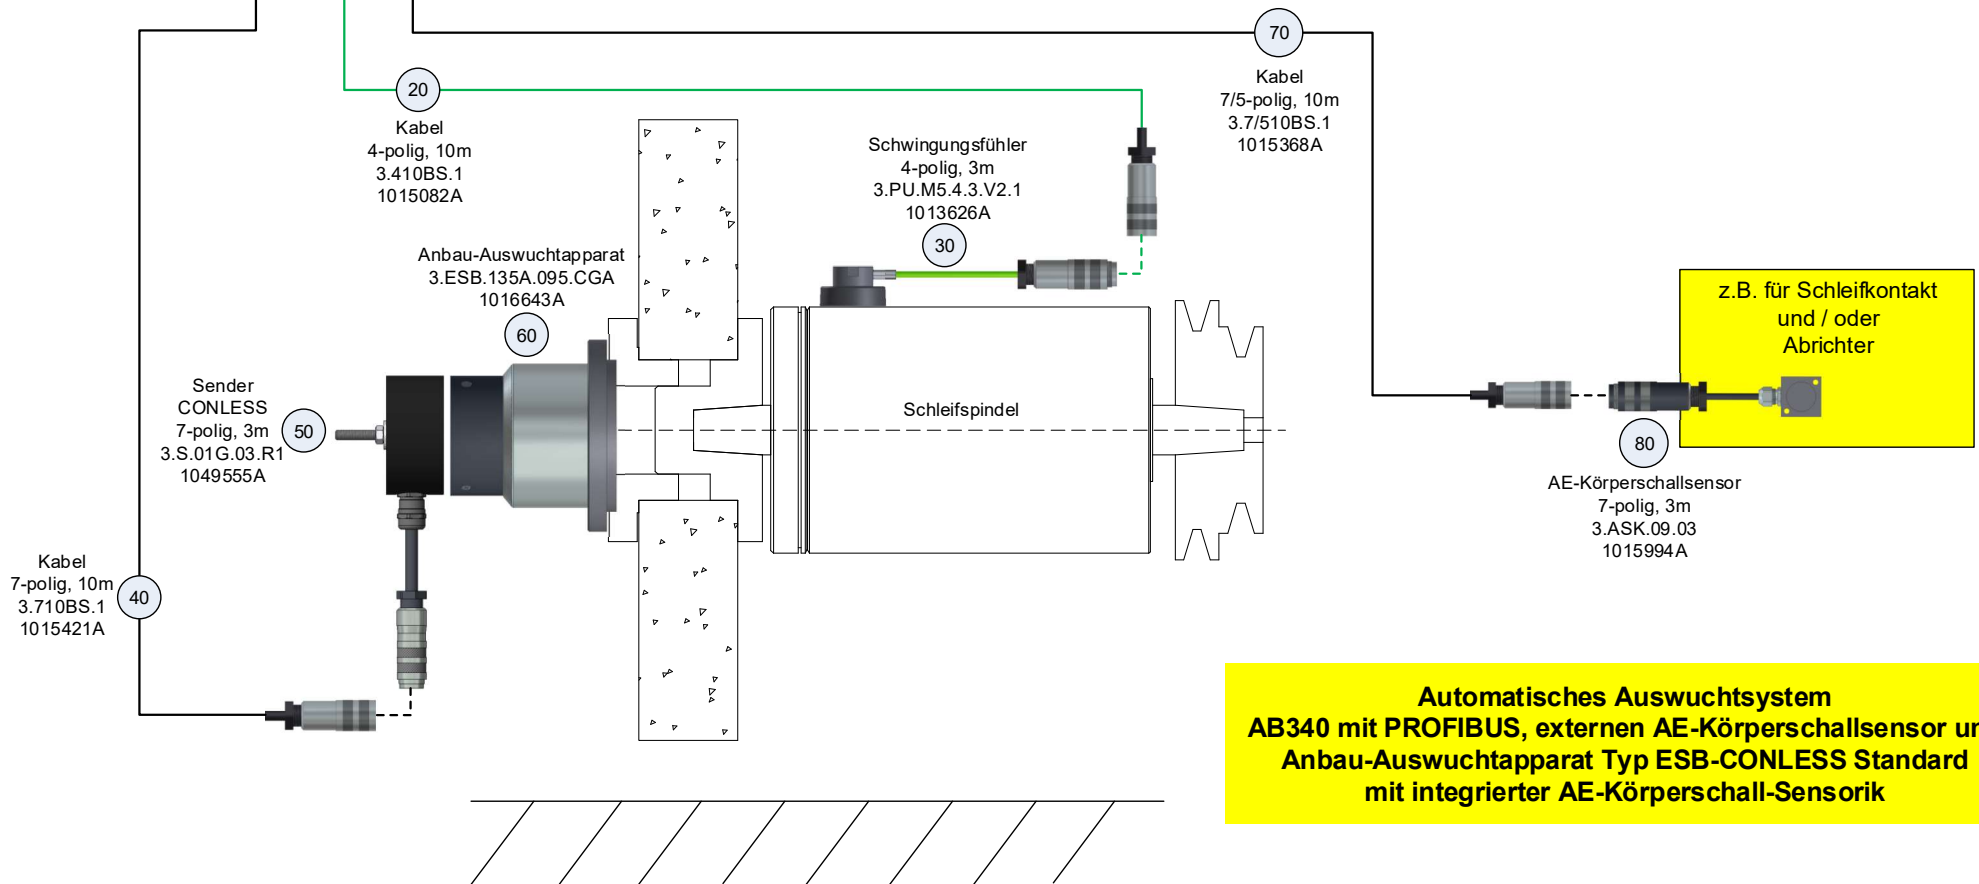 70
Kabel
7/5-polig, 10m
3.7/510BS.1
1015368A
20
Kabel
4-polig, 10m
3.410BS.1
1015082A
Schwingungsfühler
4-polig, 3m
3.PU.M5.4.3.V2.1
1013626A
30
Anbau-Auswuchtapparat
3.ESB.135A.095.CGA
1016643A
60
z.B. für Schleifkontakt
und / oder
Abrichter
Sender
CONLESS
7-polig, 3m
3.S.01G.03.R1
1049555A
50
Schleifspindel
80
AE-Körperschallsensor
7-polig, 3m
3.ASK.09.03
1015994A
Kabel
7-polig, 10m
3.710BS.1
1015421A
40
Automatisches Auswuchtsystem
AB340 mit PROFIBUS, externen AE-Körperschallsensor
Anbau-Auswuchtapparat Typ ESB-CONLESS Standard
mit integrierter AE-Körperschall-Sensorik